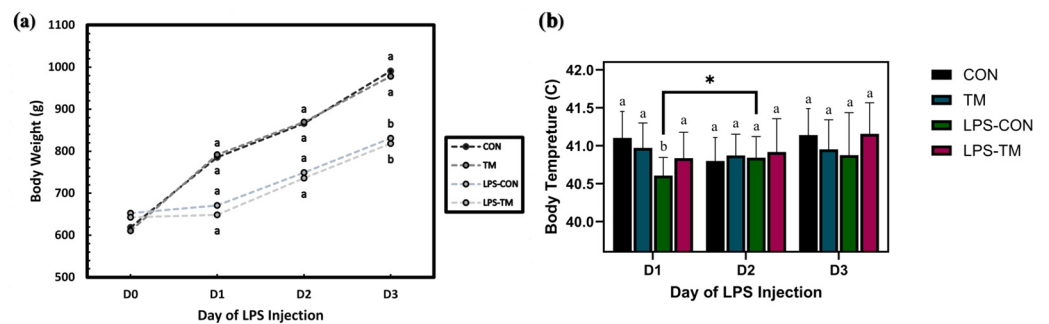 (a)
1100
1000
900
800
700
600
500
Body Weight (g)
a
a
a
a
a
a
a
a
a
a
b
b
D0
D1
D2
D3
Day of LPS Injection
CON
TM
LPS-CON
LPS-TM
(b)
42.0
41.5
41.0
40.5
40.0
Body Tempreture (C)
*
a
a
b
a
a
a
a
a
a
a
a
a
D1
D2
D3
Day of LPS Injection
CON
TM
LPS-CON
LPS-TM